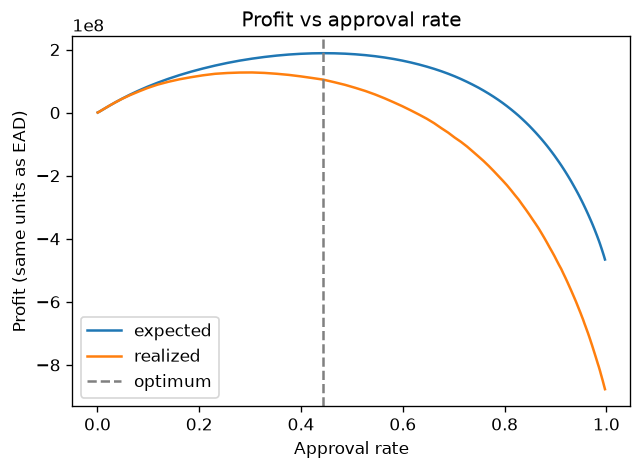 Profit vs approval rate
1e8
2
0
−2
−4
−6
−8
Profit (same units as EAD)
expected
realized
optimum
0.0 0.2 0.4 0.6 0.8 1.0
Approval rate